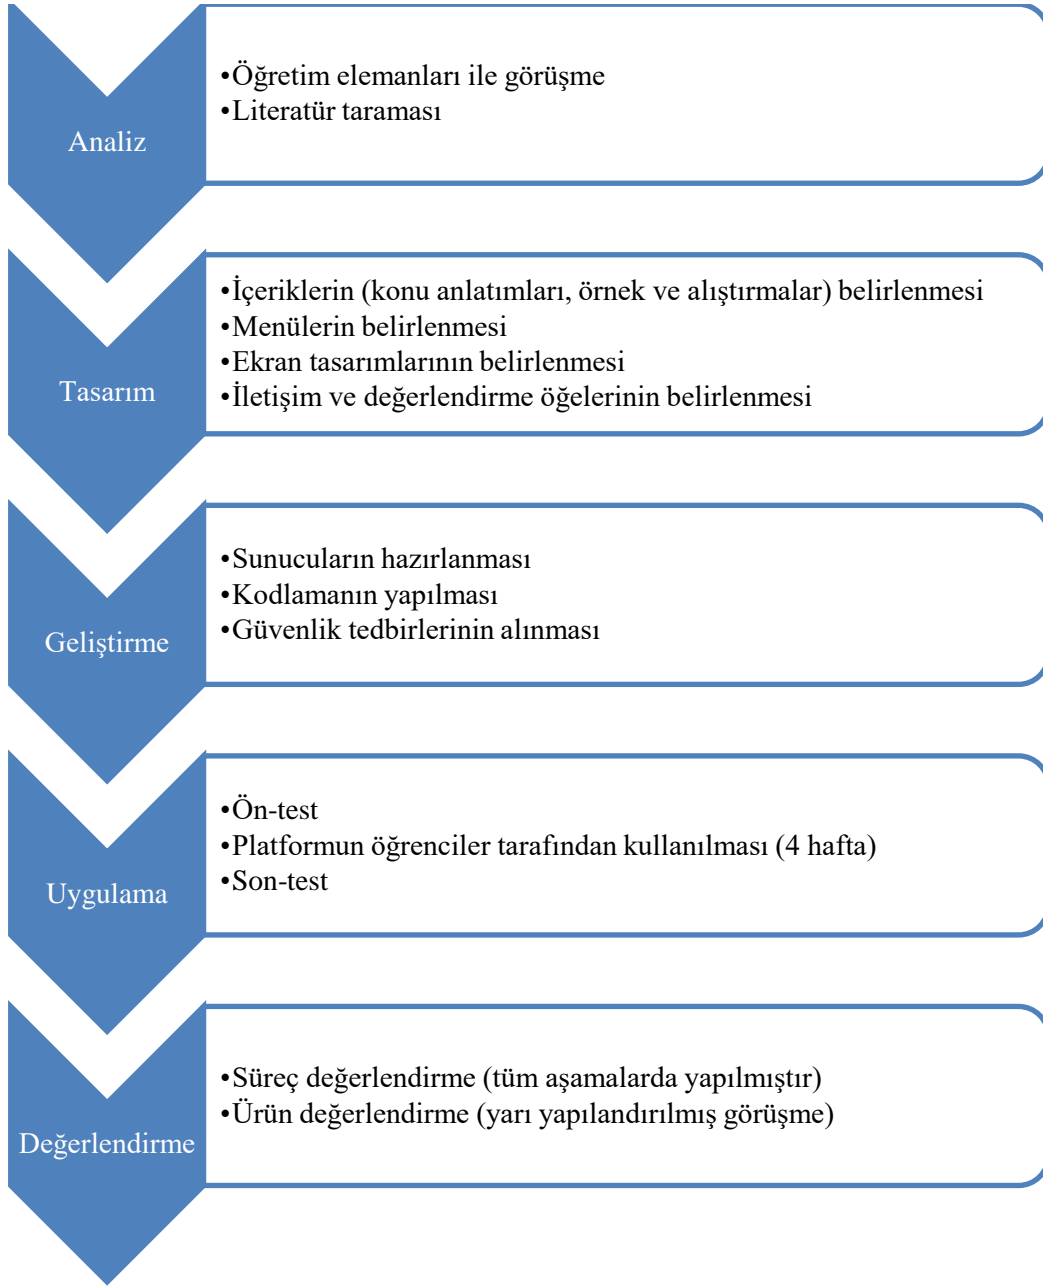 Analiz
•Öğretim elemanları ile görüşme
•Literatür taraması
Tasarım
•İçeriklerin (konu anlatımları, örnek ve alıştırmalar) belirlenmesi
•Menülerin belirlenmesi
•Ekran tasarımlarının belirlenmesi
•İletişim ve değerlendirme öğelerinin belirlenmesi
Geliştirme
•Sunucuların hazırlanması
•Kodlamanın yapılması
•Güvenlik tedbirlerinin alınması
Uygulama
•Ön-test
•Platformun öğrenciler tarafından kullanılması (4 hafta)
•Son-test
Değerlendirme
•Süreç değerlendirme (tüm aşamalarda yapılmıştır)
•Ürün değerlendirme (yarı yapılandırılmış görüşme)